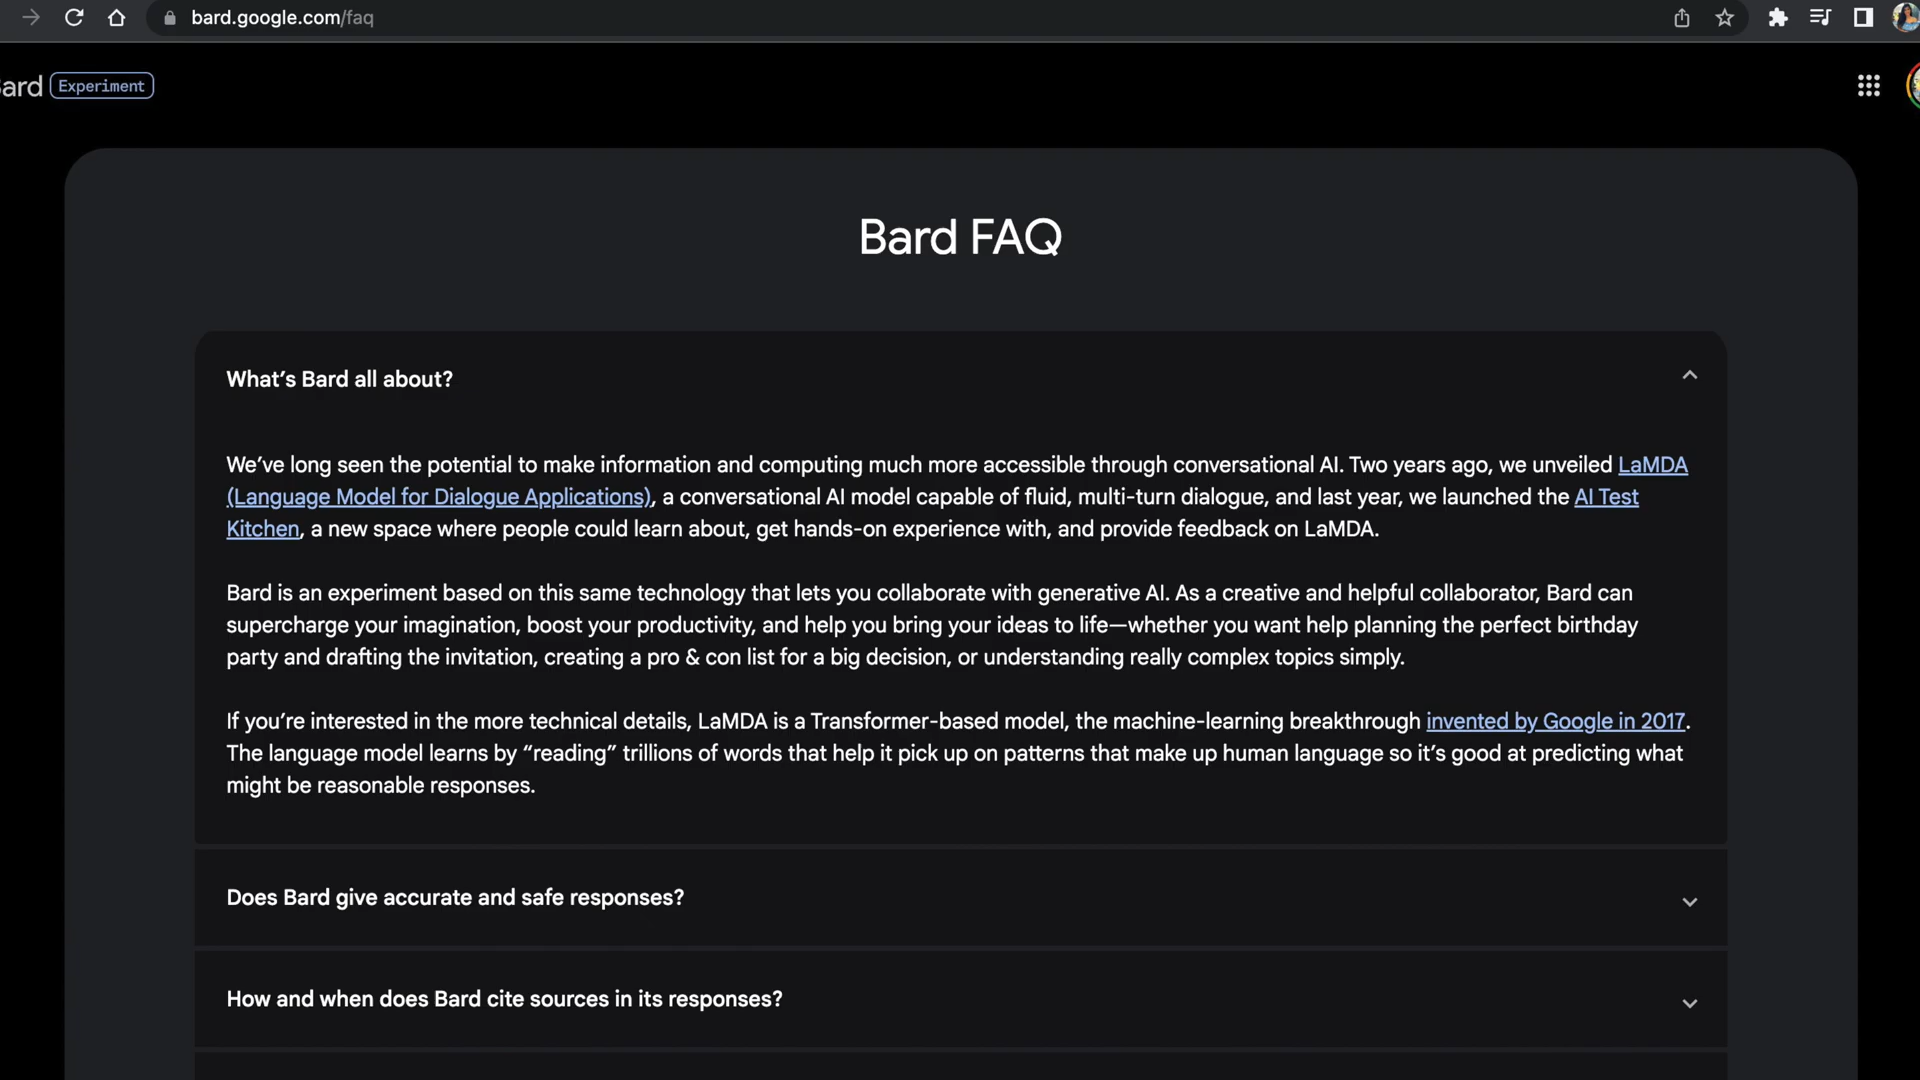 bard.google.com/faq
ard Experiment
Bard FAQ
What’s Bard all about?
We’ve long seen the potential to make information and computing much more accessible through conversational AI. Two years ago, we unveiled LaMDA
(Language Model for Dialogue Applications), a conversational AI model capable of fluid, multi-turn dialogue, and last year, we launched the AI Test
Kitchen, a new space where people could learn about, get hands-on experience with, and provide feedback on LaMDA.
Bard is an experiment based on this same technology that lets you collaborate with generative AI. As a creative and helpful collaborator, Bard can
supercharge your imagination, boost your productivity, and help you bring your ideas to life—whether you want help planning the perfect birthday
party and drafting the invitation, creating a pro & con list for a big decision, or understanding really complex topics simply.
If you’re interested in the more technical details, LaMDA is a Transformer-based model, the machine-learning breakthrough invented by Google in 2017.
The language model learns by “reading” trillions of words that help it pick up on patterns that make up human language so it’s good at predicting what
might be reasonable responses.
Does Bard give accurate and safe responses?
How and when does Bard cite sources in its responses?